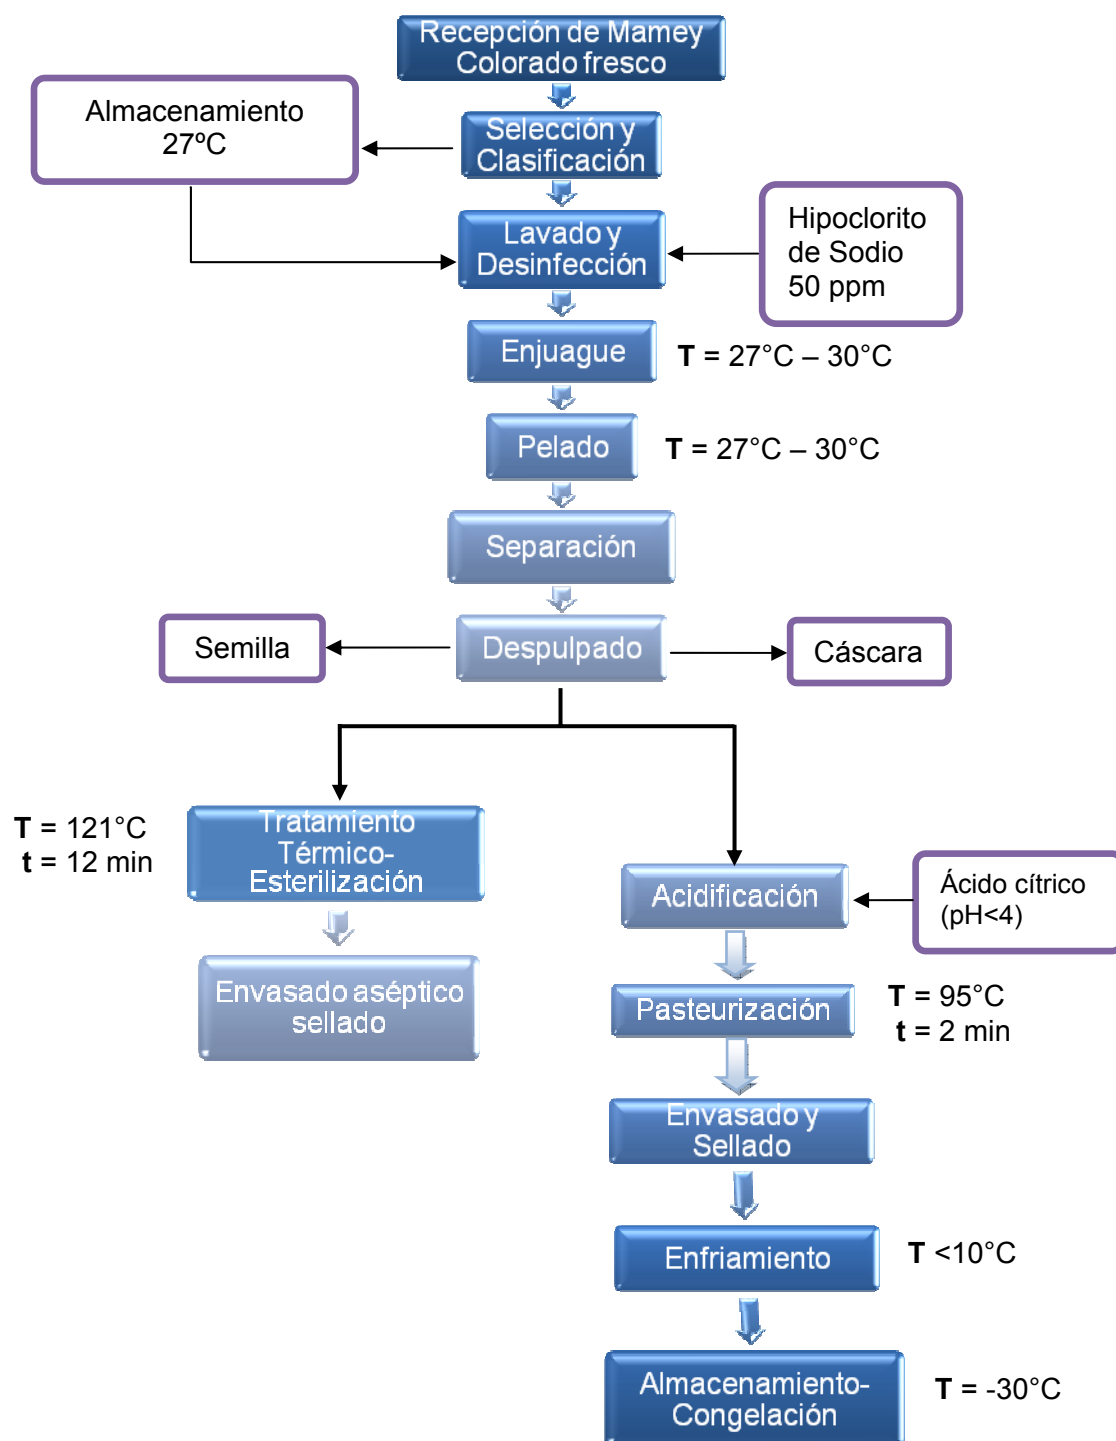 Recepción de Mamey
Colorado fresco
Almacenamiento
27ºC
Selección y
Clasificación
Lavado y
Desinfección
Hipoclorito
de Sodio
50 ppm
Enjuague
T = 27°C – 30°C
Pelado
T = 27°C – 30°C
Separación
Semilla
Despulpado
Cáscara
T = 121°C
t = 12 min
Tratamiento
Térmico-
Esterilización
Envasado aséptico
sellado
Acidificación
Ácido cítrico
(pH<4)
Pasteurización
T = 95°C
t = 2 min
Envasado y
Sellado
Enfriamiento
T <10°C
Almacenamiento-
Congelación
T = -30°C